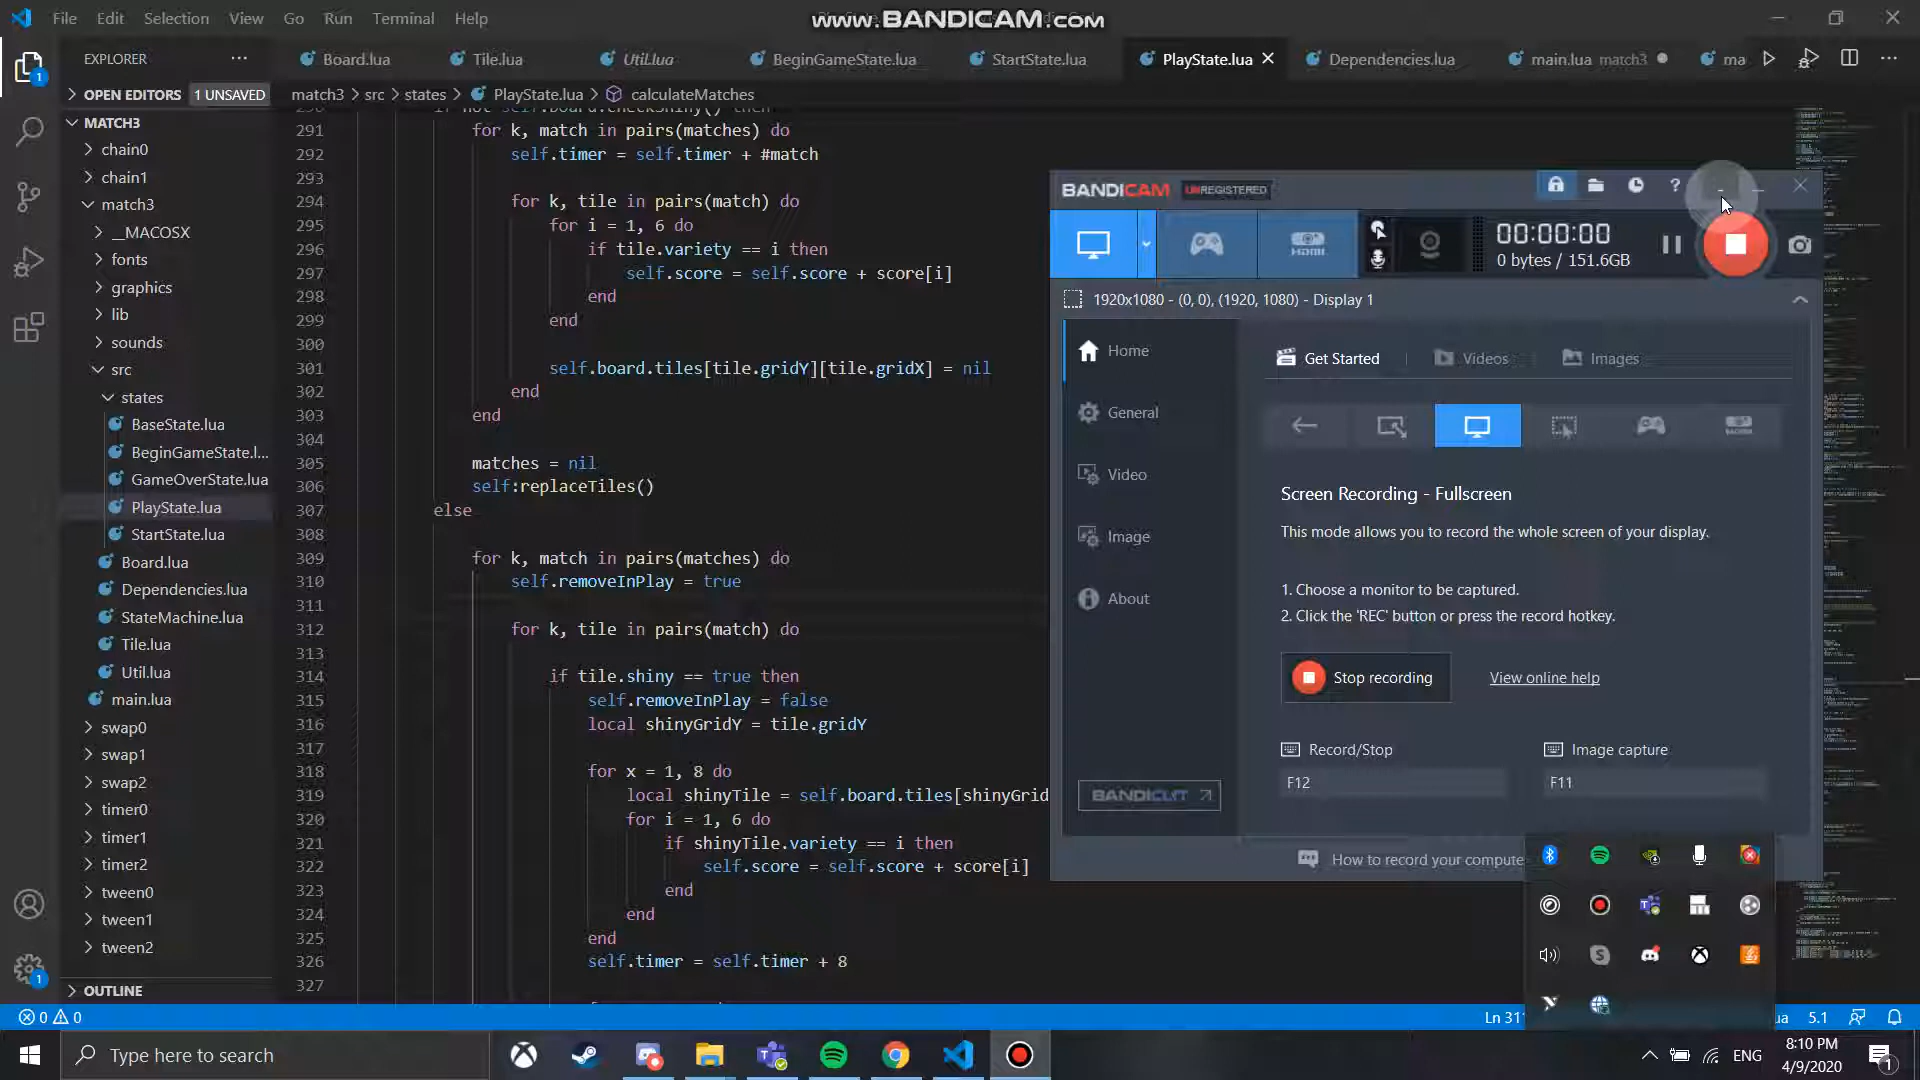 File Edit Selection View Go Run Terminal Help
www.BANDICAM.com
EXPLORER
Board.lua Tile.lua Util.lua BeginGameState.lua StartState.lua PlayState.lua Dependencies.lua main.lua match3 ma
OPEN EDITORS 1 UNSAVED
match3 > src > states > PlayState.lua > calculateMatches
MATCH3
chain0
chain1
match3
__MACOSX
fonts
graphics
lib
sounds
src
states
BaseState.lua
BeginGameState.l...
GameOverState.lua
PlayState.lua
StartState.lua
Board.lua
Dependencies.lua
StateMachine.lua
Tile.lua
Util.lua
main.lua
swap0
swap1
swap2
timer0
timer1
timer2
tween0
tween1
tween2
OUTLINE
291 for k, match in pairs(matches) do
292 self.timer = self.timer + #match
293
294 for k, tile in pairs(match) do
295 for i = 1, 6 do
296 if tile.variety == i then
297 self.score = self.score + score[i]
298 end
299 end
300
301 self.board.tiles[tile.gridY][tile.gridX] = nil
302 end
303 end
304
305 matches = nil
306 self:replaceTiles()
307 else
308
309 for k, match in pairs(matches) do
310 self.removeInPlay = true
311
312 for k, tile in pairs(match) do
313
314 if tile.shiny == true then
315 self.removeInPlay = false
316 local shinyGridY = tile.gridY
317
318 for x = 1, 8 do
319 local shinyTile = self.board.tiles[shinyGrid
320 for i = 1, 6 do
321 if shinyTile.variety == i then
322 self.score = self.score + score[i]
323 end
324 end
325 end
326 self.timer = self.timer + 8
327
BANDICAM UNREGISTERED
HDMI
00:00:00
0 bytes / 151.6GB
1920x1080 - (0, 0), (1920, 1080) - Display 1
Home
General
Video
Image
About
BANDICUT
Get Started Videos Images
Screen Recording - Fullscreen
This mode allows you to record the whole screen of your display.
1. Choose a monitor to be captured.
2. Click the 'REC' button or press the record hotkey.
Stop recording View online help
Record/Stop Image capture
F12 F11
How to record your compute
0 0 Ln 31 ua 5.1
Type here to search
ENG
8:10 PM
4/9/2020